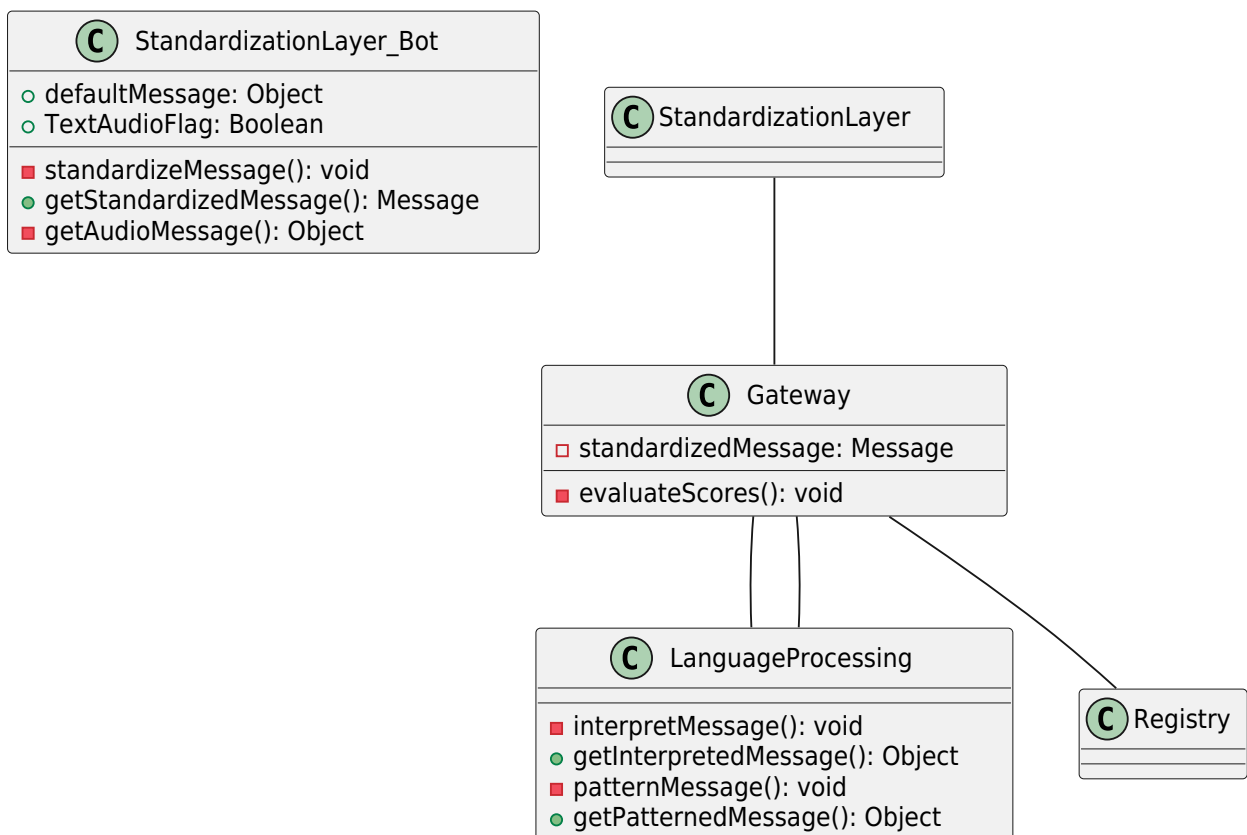 C StandardizationLayer_Bot
defaultMessage: Object
TextAudioFlag: Boolean
standardizeMessage(): void
getStandardizedMessage(): Message
getAudioMessage(): Object
C StandardizationLayer
C Gateway
standardizedMessage: Message
evaluateScores(): void
C LanguageProcessing
interpretMessage(): void
getInterpretedMessage(): Object
patternMessage(): void
getPatternedMessage(): Object
C Registry